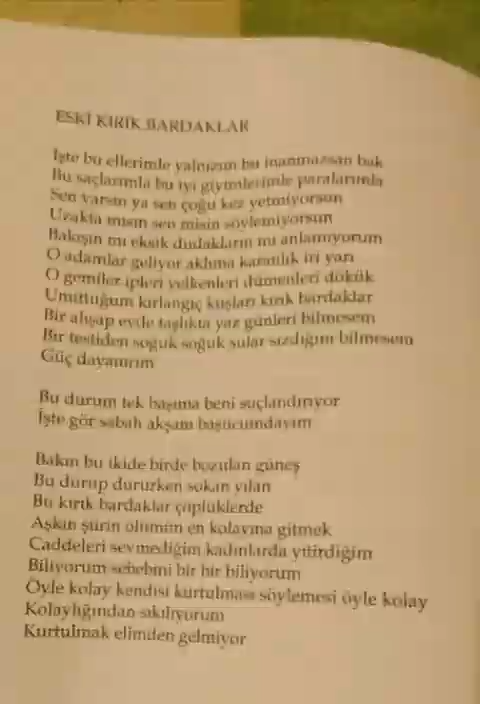 ESKİ KIRIK BARDAKLAR
İşte bu ellerimle yalnızım bu inanmazsan bak
Bu saçlarımla bu iyi giyimlerimle paralarımla
Sen varsın ya sen çoğu kez yetmiyorsun
Uzakta mısın sen misin söylemiyorsun
Bakışın mı eksik dudakların mı anlamıyorum
O adamlar geliyor aklıma karanlık iri yarı
O gemiler ipleri yelkenleri dümenleri dökük
Unuttuğum kırlangıç kuşları kırık bardaklar
Bir ahşap evde taşlıkta yaz günleri bilmesem
Bir testiden soğuk soğuk sular sızdığını bilmesem
Güç dayanırım
Bu durum tek başıma beni suçlandırıyor
İşte gör sabah akşam başucundayım
Bakın bu ikide birde bozulan güneş
Bu durup dururken sokan yılan
Bu kırık bardaklar çöplüklerde
Aşkın şiirin ölümün en kolayına gitmek
Caddeleri sevmediğim kadınlarda yitirdiğim
Biliyorum sebebmi bir bir biliyorum
Öyle kolay kendisi kurtulması söylemesi öyle kolay
Kolaylığından sıkılıyorum
Kurtulmak elimden gelmiyor